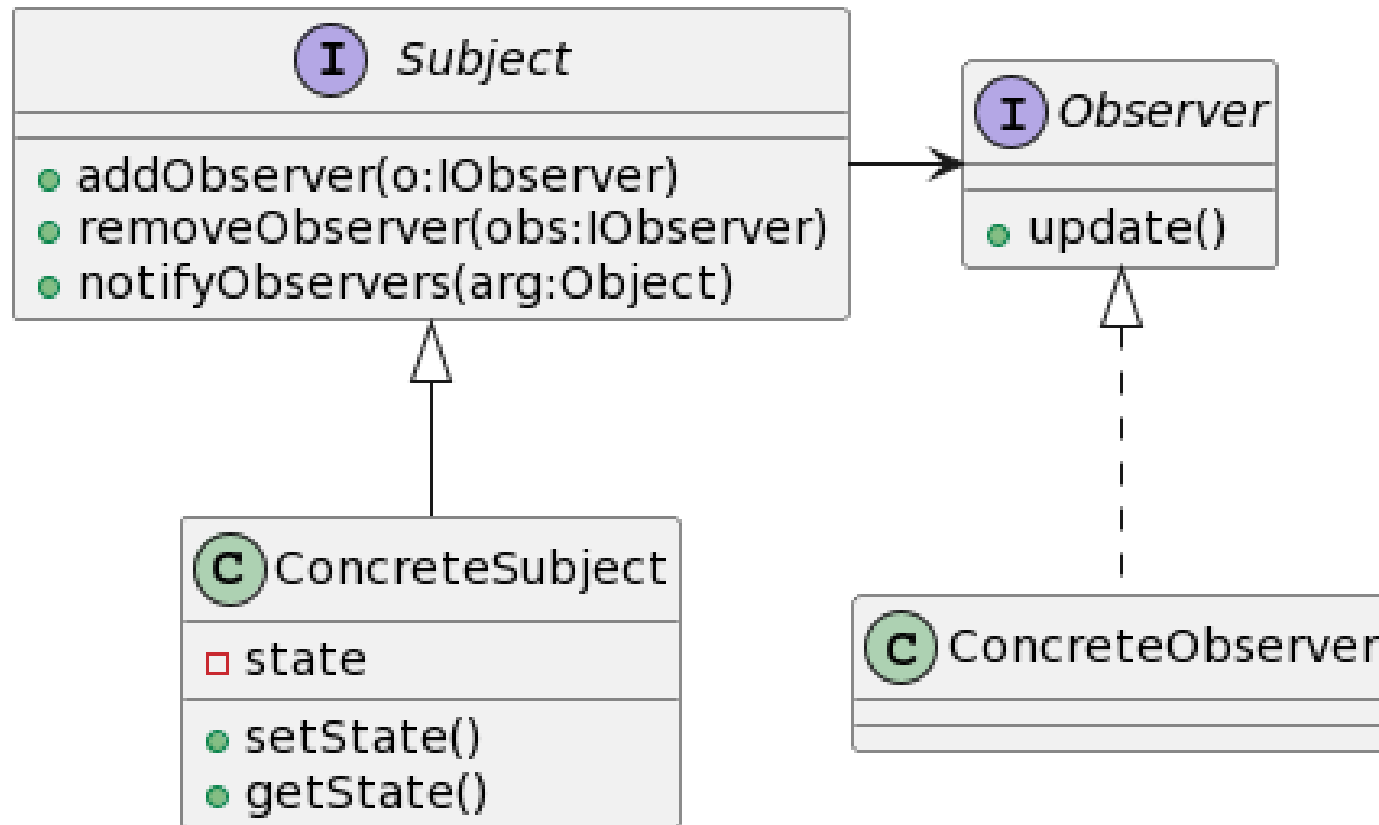 I Subject
addObserver(o:IObserver)
removeObserver(obs:IObserver)
notifyObservers(arg:Object)
I Observer
update()
C ConcreteSubject
state
setState()
getState()
C ConcreteObserver